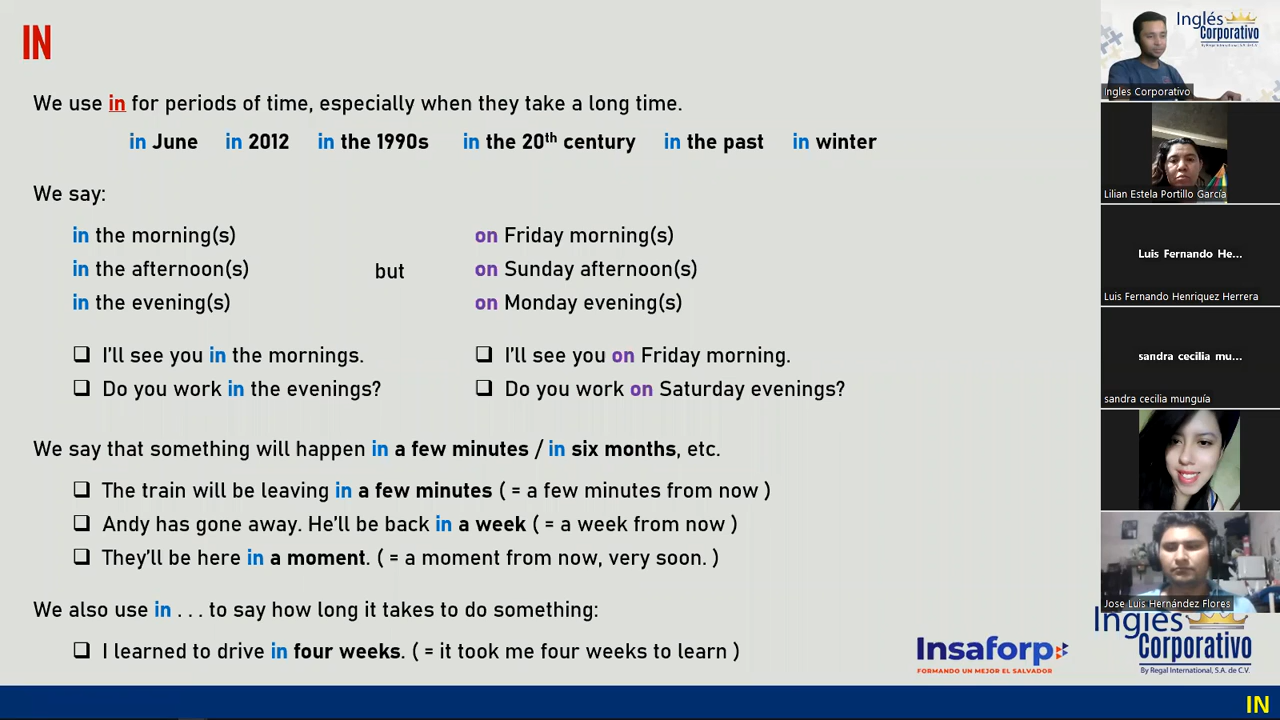 IN
We use in for periods of time, especially when they take a long time.
in June in 2012 in the 1990s in the 20th century in the past in winter
We say:
in the morning(s) on Friday morning(s)
in the afternoon(s) but on Sunday afternoon(s)
in the evening(s) on Monday evening(s)
❑ I'll see you in the mornings. ❑ I'll see you on Friday morning.
❑ Do you work in the evenings? ❑ Do you work on Saturday evenings?
We say that something will happen in a few minutes / in six months, etc.
❑ The train will be leaving in a few minutes ( = a few minutes from now )
❑ Andy has gone away. He'll be back in a week ( = a week from now )
❑ They'll be here in a moment. ( = a moment from now, very soon. )
We also use in . . . to say how long it takes to do something:
❑ I learned to drive in four weeks. ( = it took me four weeks to learn )
Insaforp
FORMANDO UN MEJOR EL SALVADOR
Inglés
Corporativo
By Regal International, S.A. de C.V.
IN
Inglés
Corporativo
By Regal International, S.A. de C.V.
Ingles Corporativo
Lilian Estela Portillo García
Luis Fernando He...
Luis Fernando Henriquez Herrera
sandra cecilia mu...
sandra cecilia munguía
Jose Luis Hernández Flores